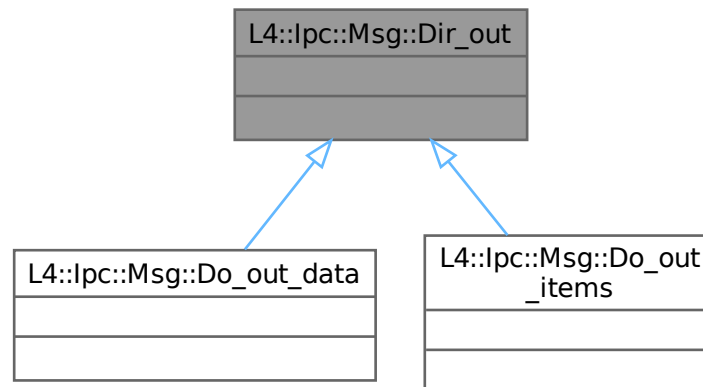 L4::Ipc::Msg::Dir_out
L4::Ipc::Msg::Do_out_data
L4::Ipc::Msg::Do_out
_items